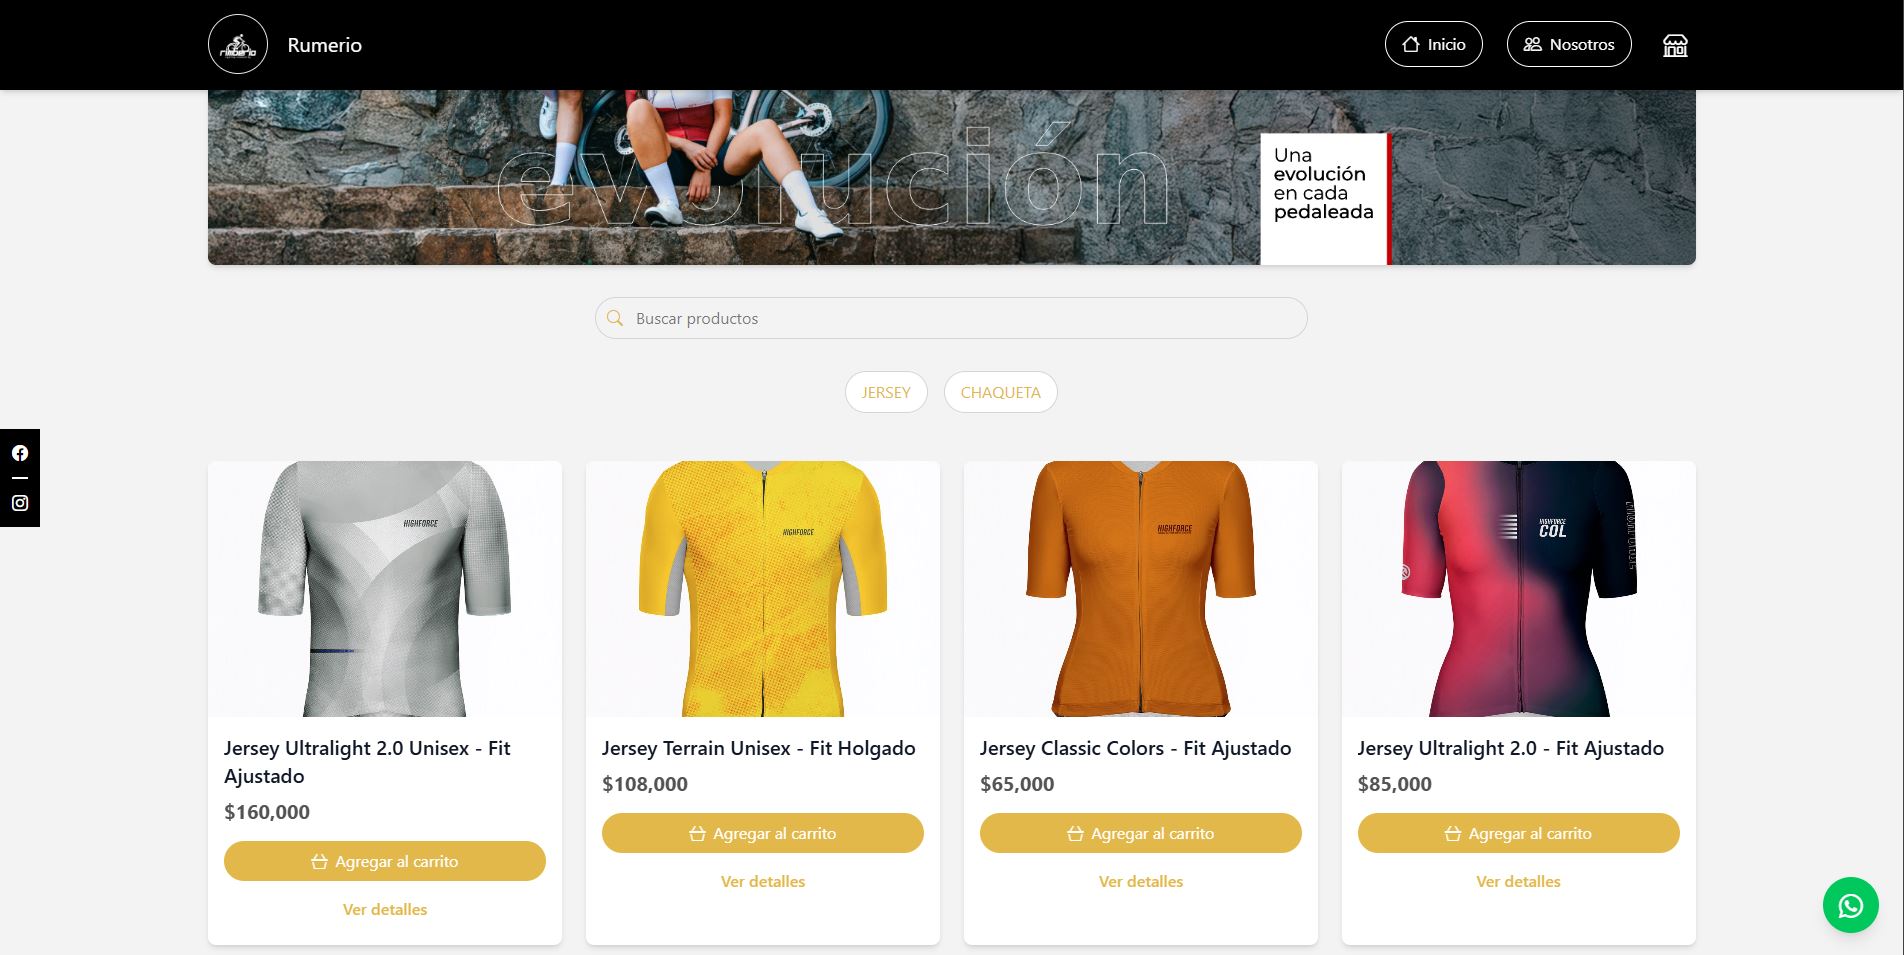 Rumerio
Inicio
Nosotros
evolución
Una
evolución
en cada
pedaleada
Buscar productos
JERSEY
CHAQUETA
HIGHFORCE
HIGHFORCE
HIGHFORCE
HIGHFORCE
COL
Jersey Ultralight 2.0 Unisex - Fit
Ajustado
$160,000
Agregar al carrito
Ver detalles
Jersey Terrain Unisex - Fit Holgado
$108,000
Agregar al carrito
Ver detalles
Jersey Classic Colors - Fit Ajustado
$65,000
Agregar al carrito
Ver detalles
Jersey Ultralight 2.0 - Fit Ajustado
$85,000
Agregar al carrito
Ver detalles